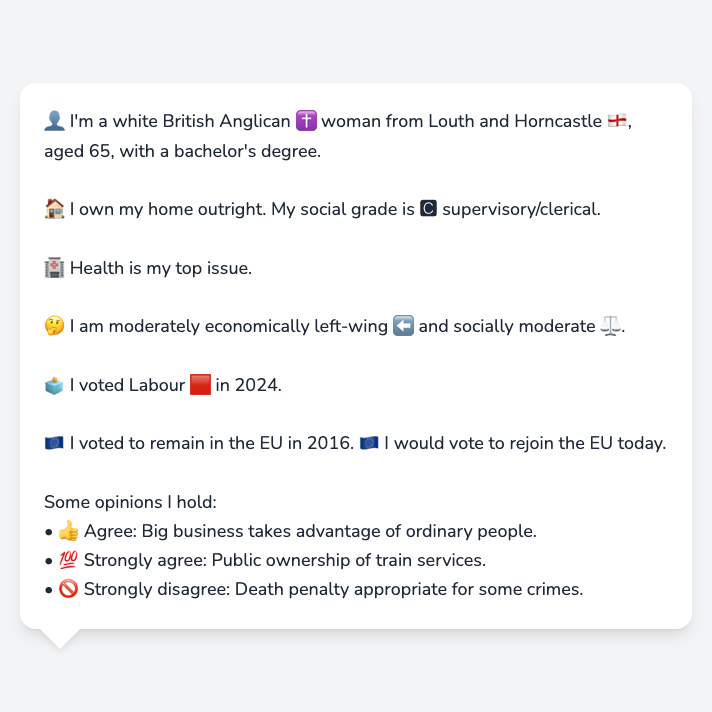 👤 I'm a white British Anglican ✝️ woman from Louth and Horncastle 🏴󠁧󠁢󠁥󠁮󠁧󠁿,
aged 65, with a bachelor's degree.
🏠 I own my home outright. My social grade is 🅲 supervisory/clerical.
🏥 Health is my top issue.
🤔 I am moderately economically left-wing ⬅️ and socially moderate ⚖️.
🗳️ I voted Labour 🟥 in 2024.
🇪🇺 I voted to remain in the EU in 2016. 🇪🇺 I would vote to rejoin the EU today.
Some opinions I hold:
• 👍 Agree: Big business takes advantage of ordinary people.
• 💯 Strongly agree: Public ownership of train services.
• 🚫 Strongly disagree: Death penalty appropriate for some crimes.